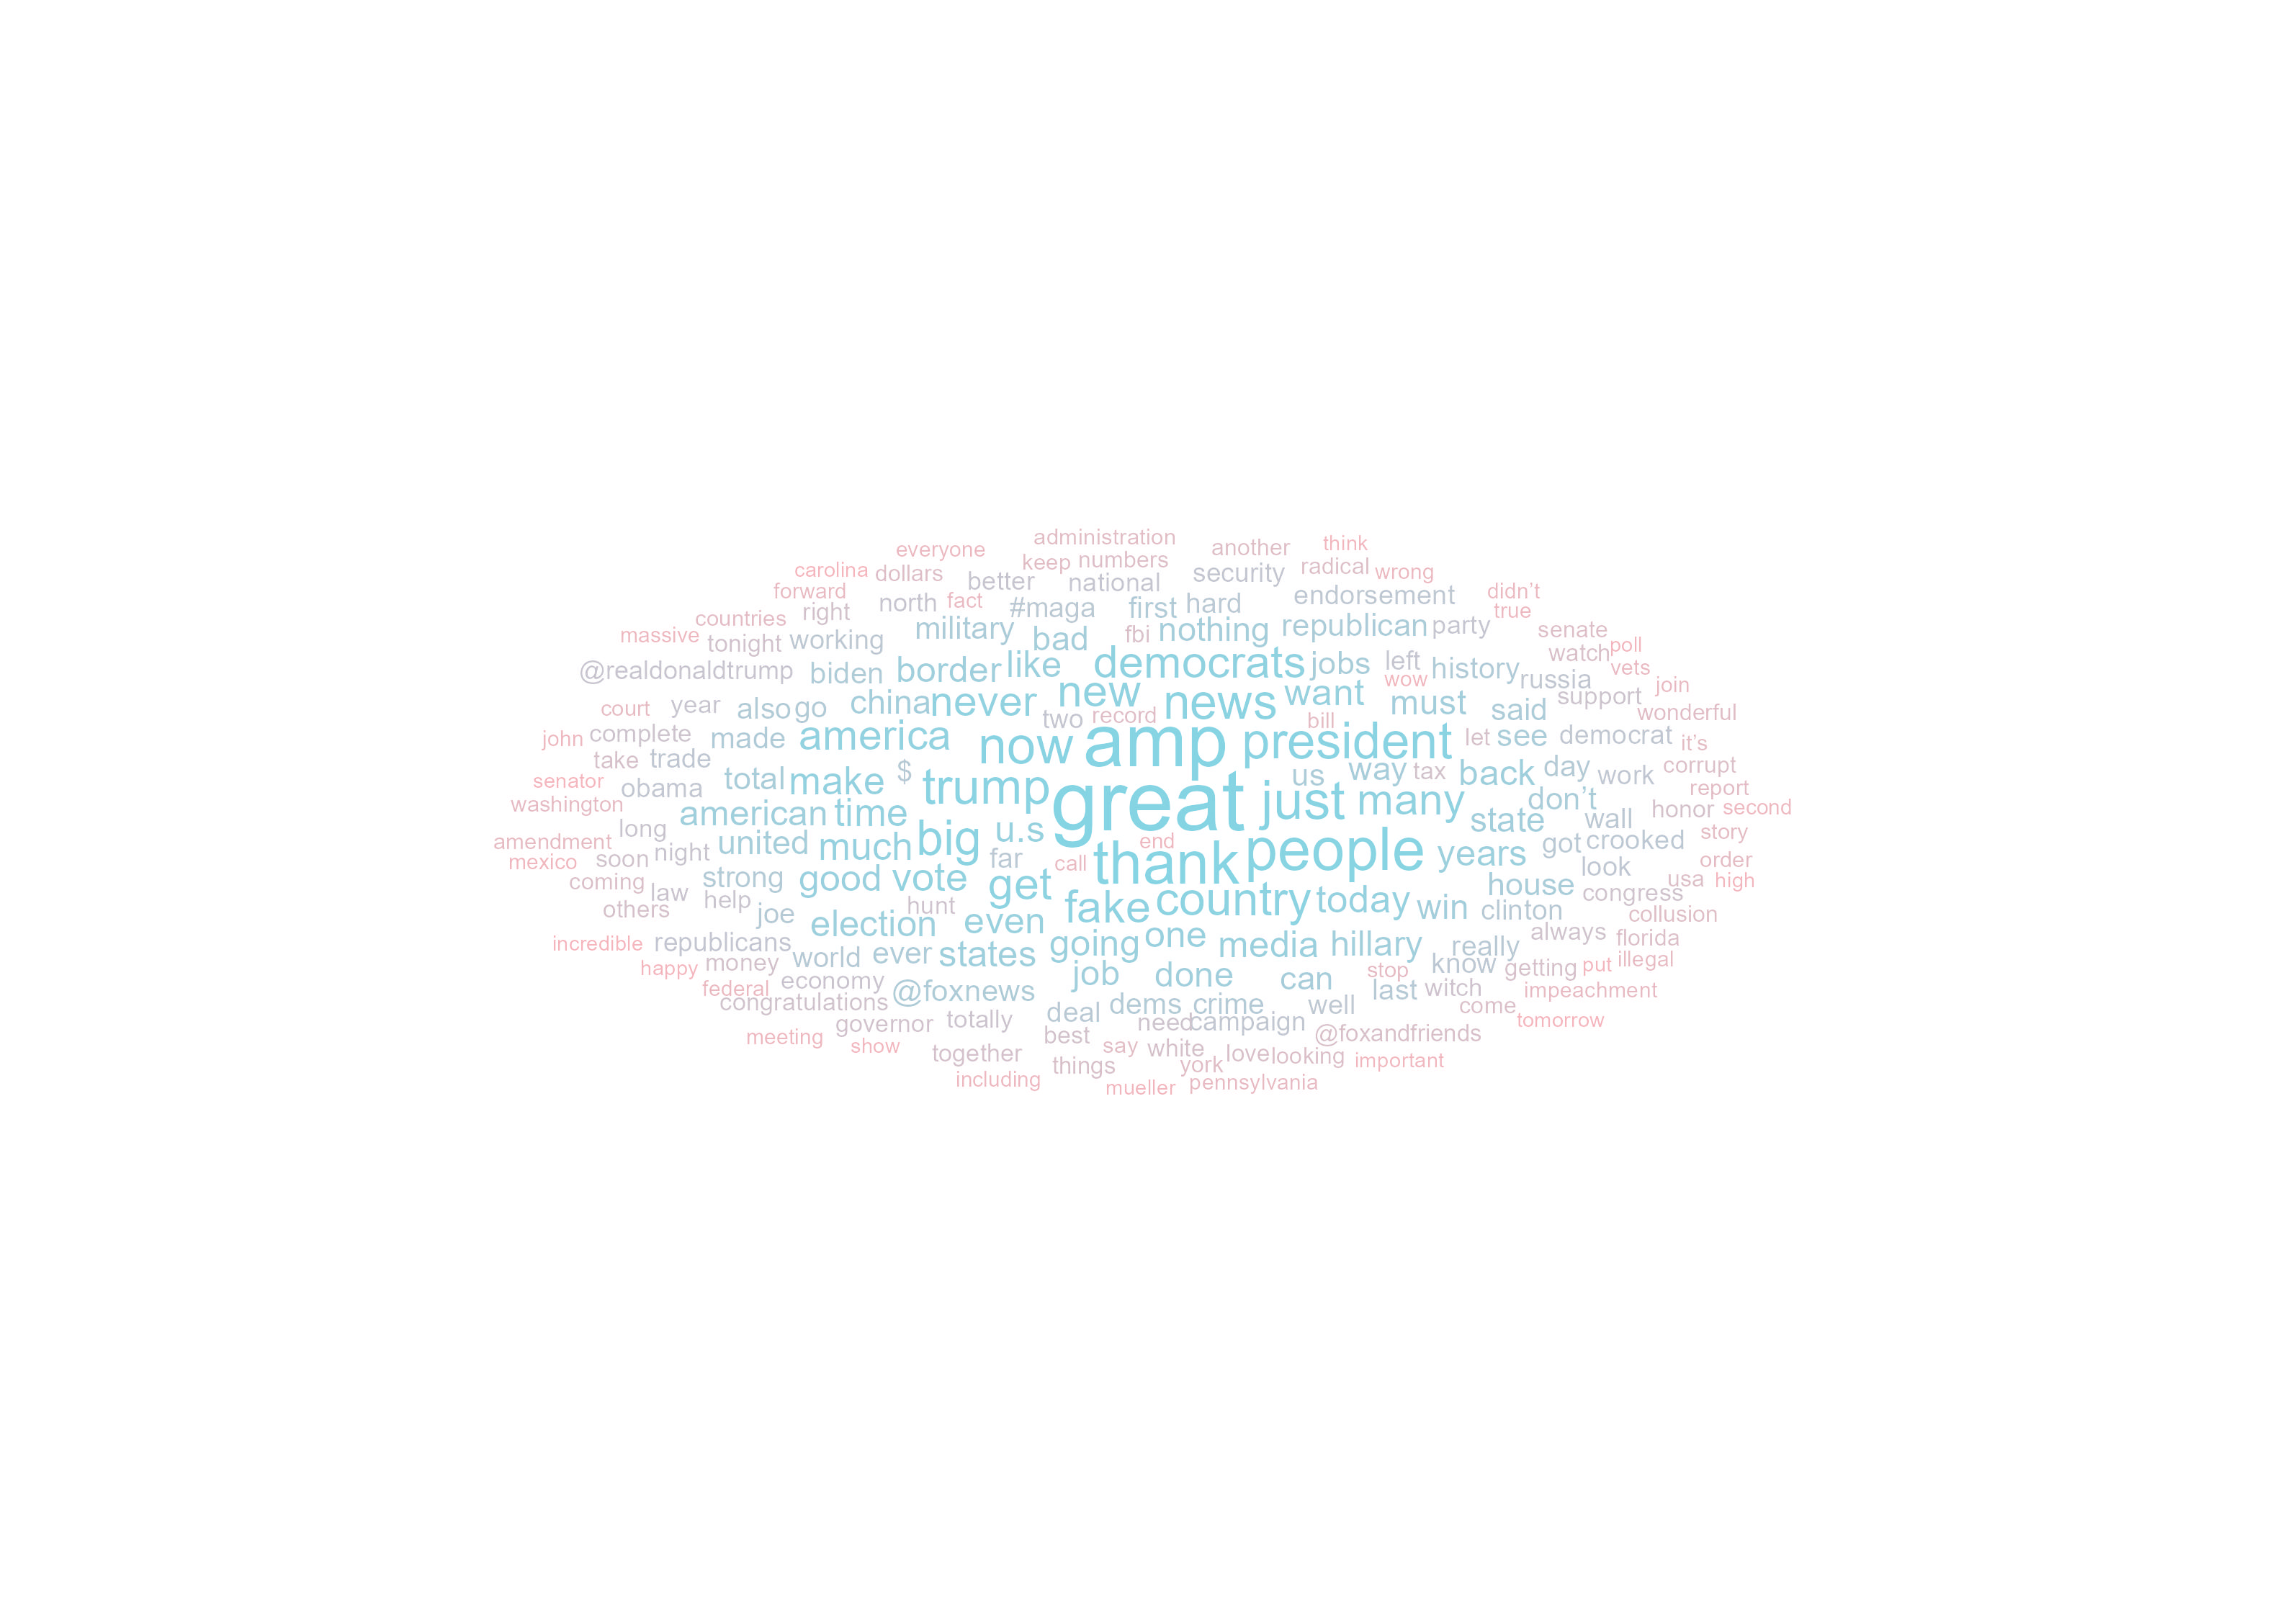 administration
everyone keep numbers another think
carolina dollars better national security radical wrong
forward right north fact #maga first hard endorsement didn’t
countries true
massive tonight working military bad fbi nothing republican party senate
@realdonaldtrump biden border like democrats jobs left history russia watch poll
wow vets
court year also go china never new news want must said support join
two record bill wonderful
john complete made america now amp president let see democrat it’s
take trade total make $ trump us way tax back day work corrupt
senator obama great just many don’t report
washington american time state wall honor second
amendment long united much big u.s end got crooked story
mexico soon night far call thank people years look order
coming law strong good vote get house congress usa high
others help joe hunt fake country today win clinton collusion
election even
incredible republicans world ever states going one media hillary really always florida
happy money job done can stop know getting put illegal
federal economy @foxnews last witch impeachment
congratulations deal dems crime well come
governor totally need campaign @foxandfriends tomorrow
meeting show best say white
together things york love looking important
including mueller pennsylvania